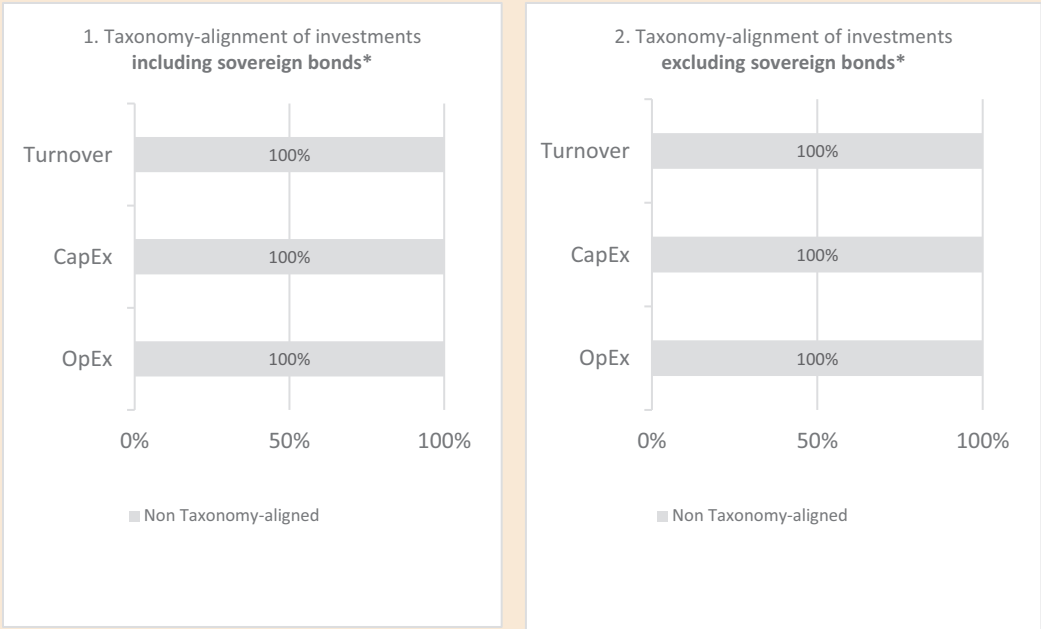 1. Taxonomy-alignment of investments
including sovereign bonds*
Turnover
100%
CapEx
100%
OpEx
100%
0%
50%
100%
Non Taxonomy-aligned
2. Taxonomy-alignment of investments
excluding sovereign bonds*
Turnover
100%
CapEx
100%
OpEx
100%
0%
50%
100%
Non Taxonomy-aligned